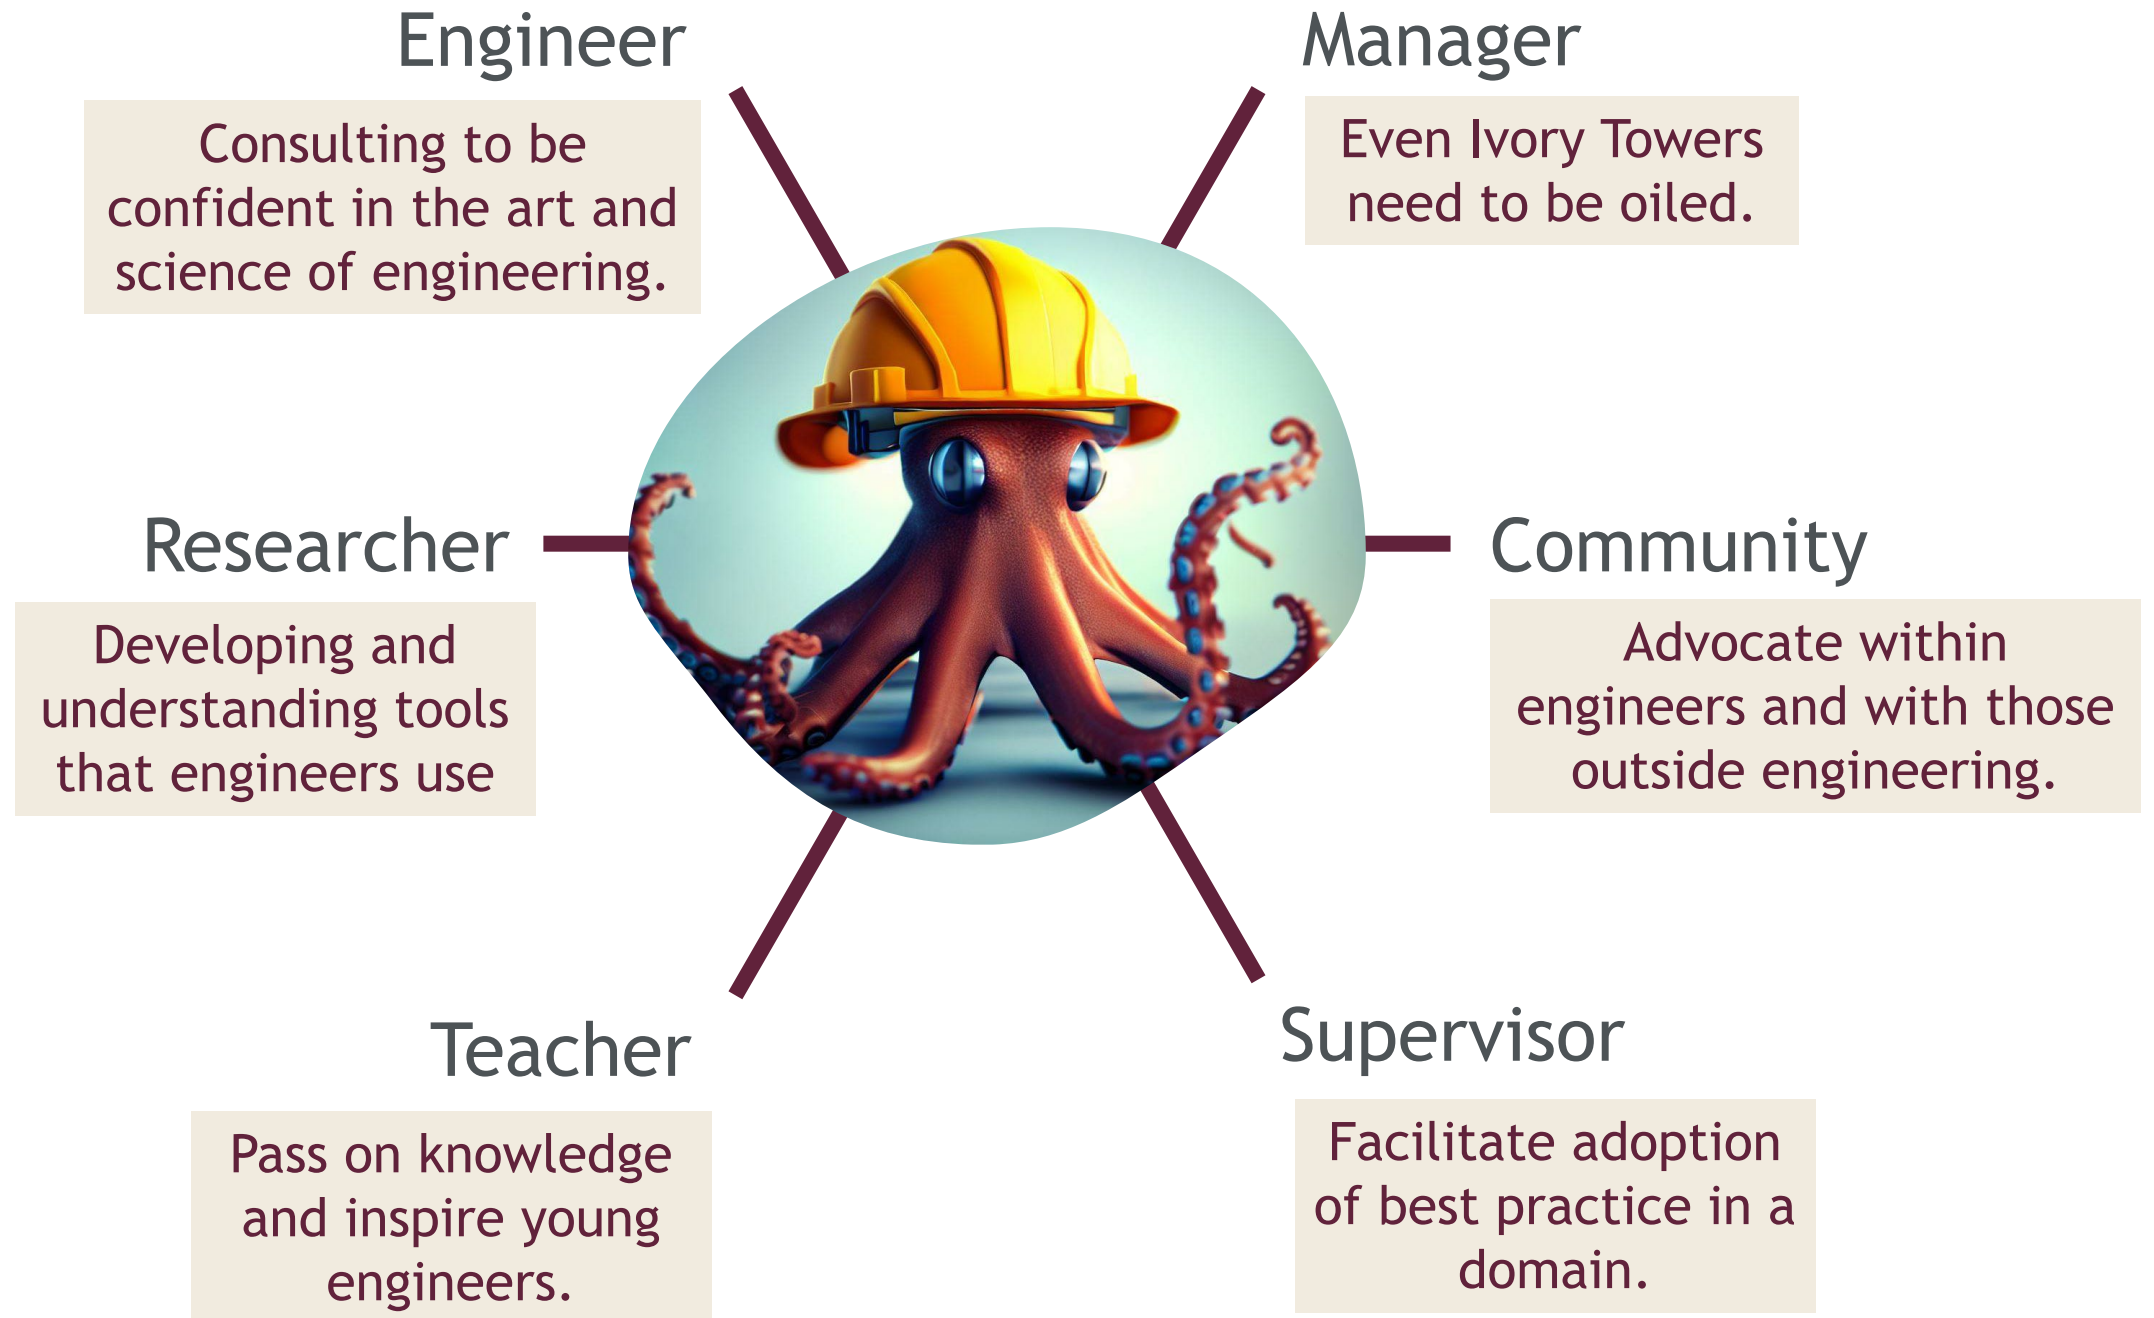 Engineer
Consulting to be
confident in the art and
science of engineering.
Manager
Even Ivory Towers
need to be oiled.
Researcher
Developing and
understanding tools
that engineers use
Community
Advocate within
engineers and with those
outside engineering.
Teacher
Pass on knowledge
and inspire young
engineers.
Supervisor
Facilitate adoption
of best practice in a
domain.